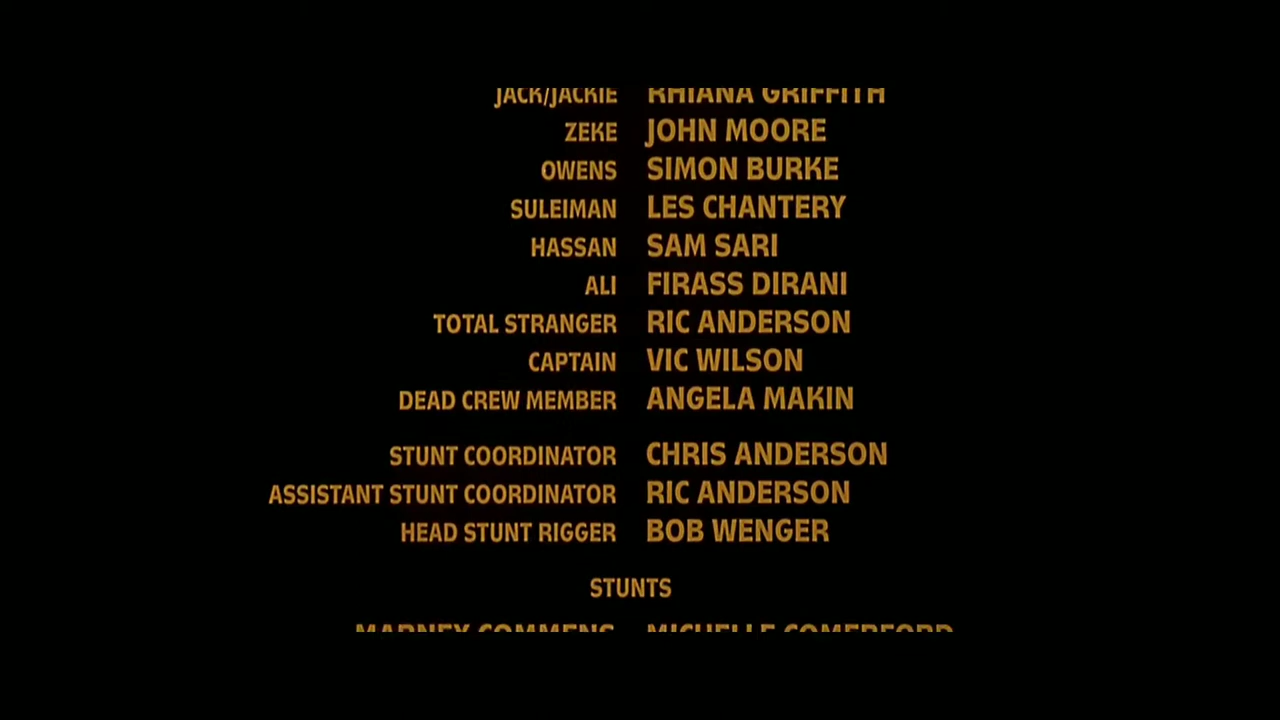 JACK/JACKIE RHIANA GRIFFITH
ZEKE JOHN MOORE
OWENS SIMON BURKE
SULEIMAN LES CHANTERY
HASSAN SAM SARI
ALI FIRASS DIRANI
TOTAL STRANGER RIC ANDERSON
CAPTAIN VIC WILSON
DEAD CREW MEMBER ANGELA MAKIN
STUNT COORDINATOR CHRIS ANDERSON
ASSISTANT STUNT COORDINATOR RIC ANDERSON
HEAD STUNT RIGGER BOB WENGER
STUNTS
MICHELLE COMERFORD